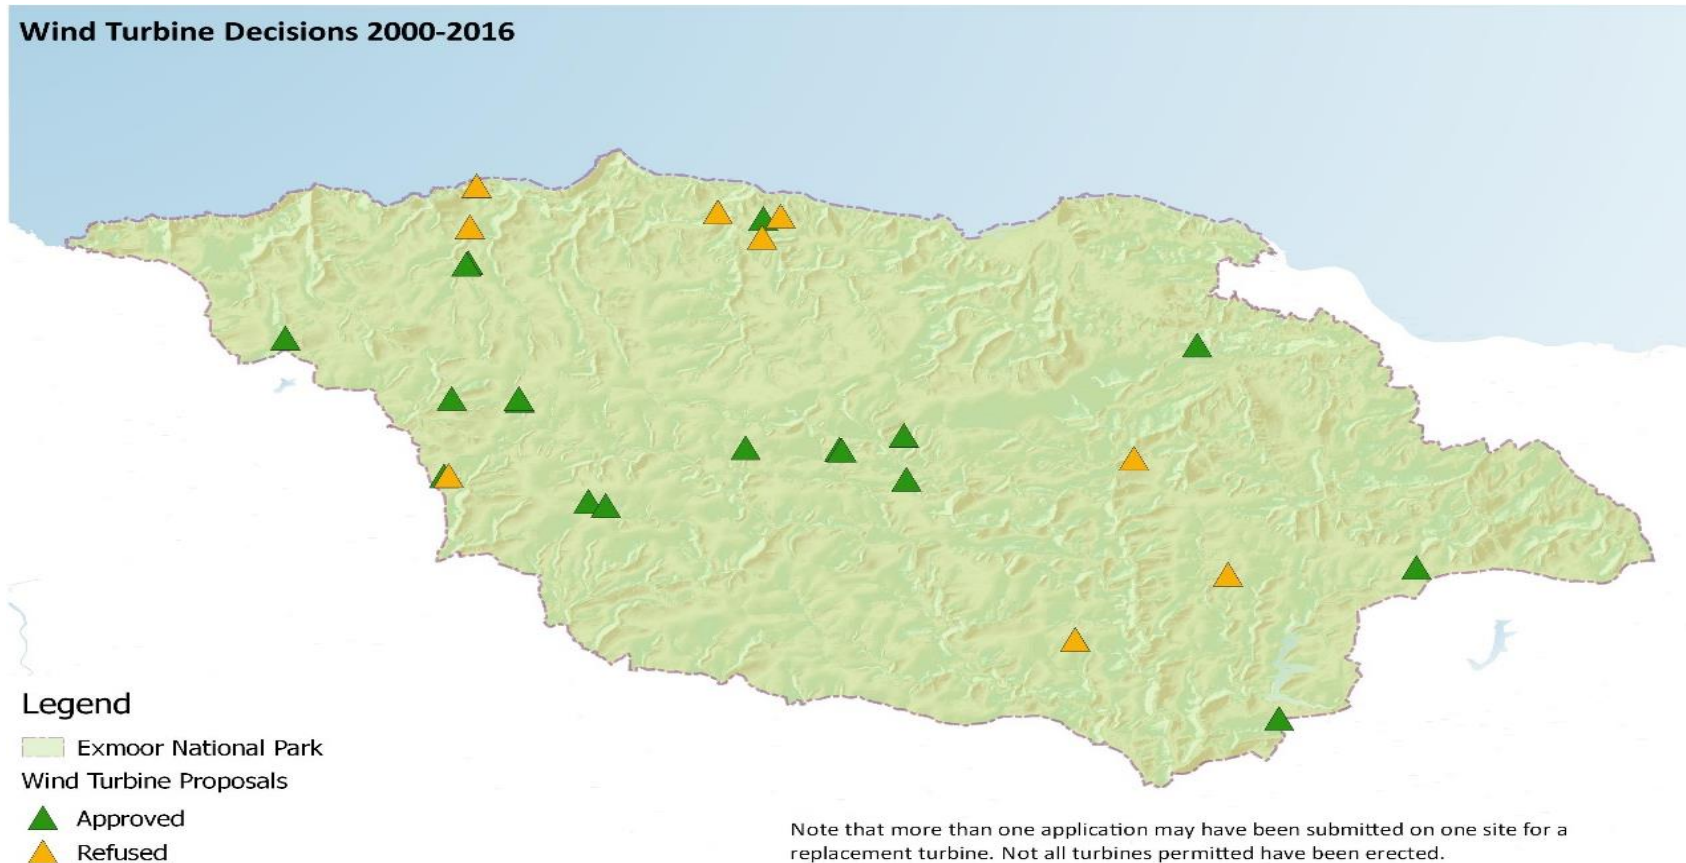 Wind Turbine Decisions 2000-2016
Legend
Exmoor National Park
Wind Turbine Proposals
Approved
Refused
Note that more than one application may have been submitted on one site for a
replacement turbine. Not all turbines permitted have been erected.